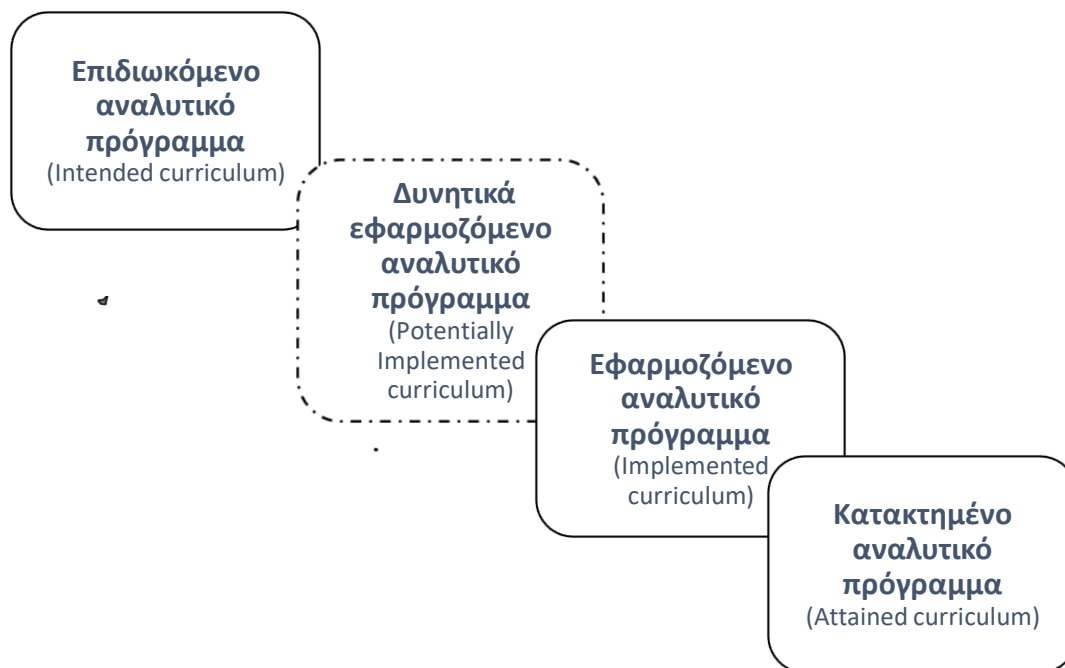 Επιδιωκόμενο
αναλυτικό
πρόγραμμα
(Intended curriculum)
Δυνητικά
εφαρμοζόμενο
αναλυτικό
πρόγραμμα
(Potentially
Implemented
curriculum)
Εφαρμοζόμενο
αναλυτικό
πρόγραμμα
(Implemented
curriculum)
Κατακτημένο
αναλυτικό
πρόγραμμα
(Attained curriculum)